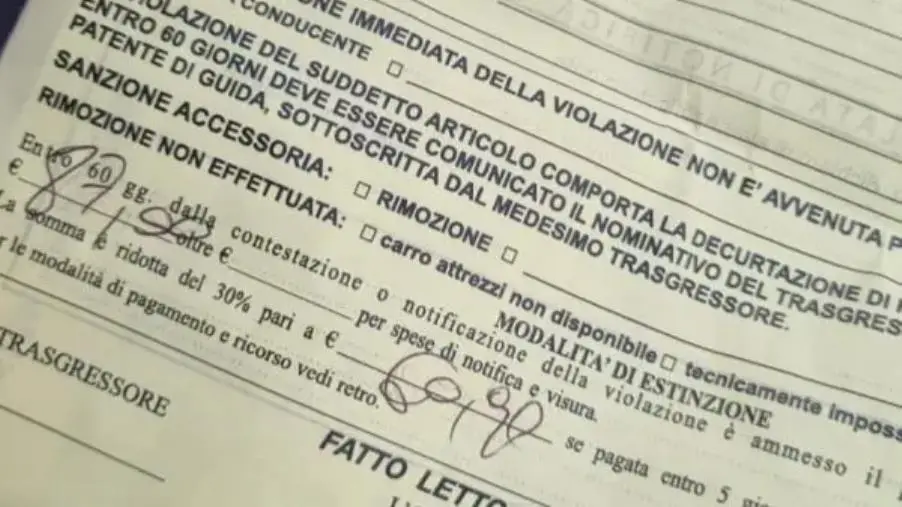 IONE IMMEDIATA DELLA VIOLAZIONE NON E' AVVENUTA P
CONDUCENTE
VIOLAZIONE DEL SUDDETTO ARTICOLO COMPORTA LA DECURTAZIONE DI
ENTRO 60 GIORNI DEVE ESSERE COMUNICATO IL NOMINATIVO DEL TRASGRES
PATENTE DI GUIDA, SOTTOSCRITTA DAL MEDESIMO TRASGRESSORE.
SANZIONE ACCESSORIA: □ RIMOZIONE □
RIMOZIONE NON EFFETTUATA: □ carro attrezzi non disponibile □ tecnicamente imposs
MODALITA' DI ESTINZIONE
Entro 60 gg. dalla contestazione o notificazione della violazione è ammesso il
€ 87,00 oltre € per spese di notifica e visura.
La somma è ridotta del 30% pari a € 60,90 se pagata entro 5 gio
er le modalità di pagamento e ricorso vedi retro.
TRASGRESSORE
FATTO LETTO